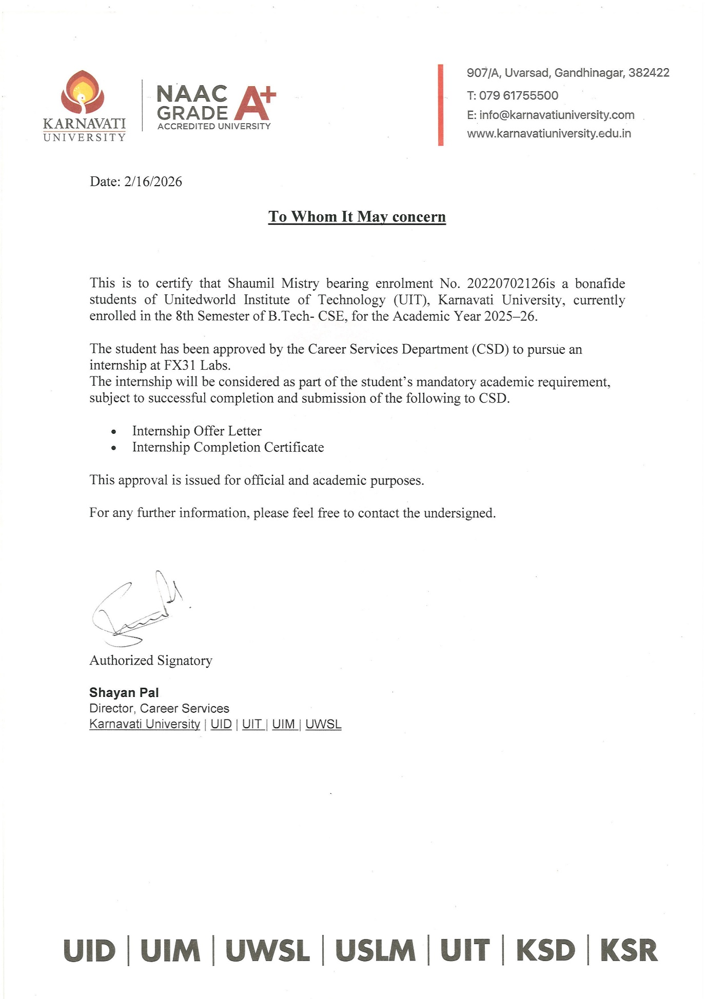 KARNAVATI
UNIVERSITY
NAAC
GRADE
A+
ACCREDITED UNIVERSITY
907/A, Uvarsad, Gandhinagar, 382422
T: 079 61755500
E: info@karnavatiuniversity.com
www.karnavatiuniversity.edu.in
Date: 2/16/2026
To Whom It May concern
This is to certify that Shaumil Mistry bearing enrolment No. 20220702126is a bonafide
students of Unitedworld Institute of Technology (UIT), Karnavati University, currently
enrolled in the 8th Semester of B.Tech- CSE, for the Academic Year 2025–26.
The student has been approved by the Career Services Department (CSD) to pursue an
internship at FX31 Labs.
The internship will be considered as part of the student’s mandatory academic requirement,
subject to successful completion and submission of the following to CSD.
• Internship Offer Letter
• Internship Completion Certificate
This approval is issued for official and academic purposes.
For any further information, please feel free to contact the undersigned.
Authorized Signatory
Shayan Pal
Director, Career Services
Karnavati University | UID | UIT | UIM | UWSL
UID | UIM | UWSL | USLM | UIT | KSD | KSR